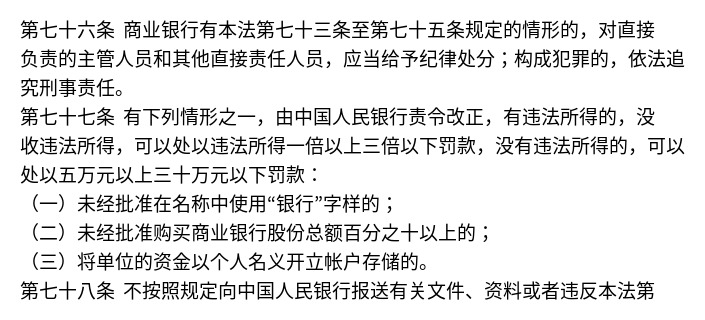 第七十六条 商业银行有本法第七十三条至第七十五条规定的情形的，对直接
负责的主管人员和其他直接责任人员，应当给予纪律处分；构成犯罪的，依法追
究刑事责任。
第七十七条 有下列情形之一，由中国人民银行责令改正，有违法所得的，没
收违法所得，可以处以违法所得一倍以上三倍以下罚款，没有违法所得的，可以
处以五万元以上三十万元以下罚款：
（一）未经批准在名称中使用“银行”字样的；
（二）未经批准购买商业银行股份总额百分之十以上的；
（三）将单位的资金以个人名义开立帐户存储的。
第七十八条 不按照规定向中国人民银行报送有关文件、资料或者违反本法第